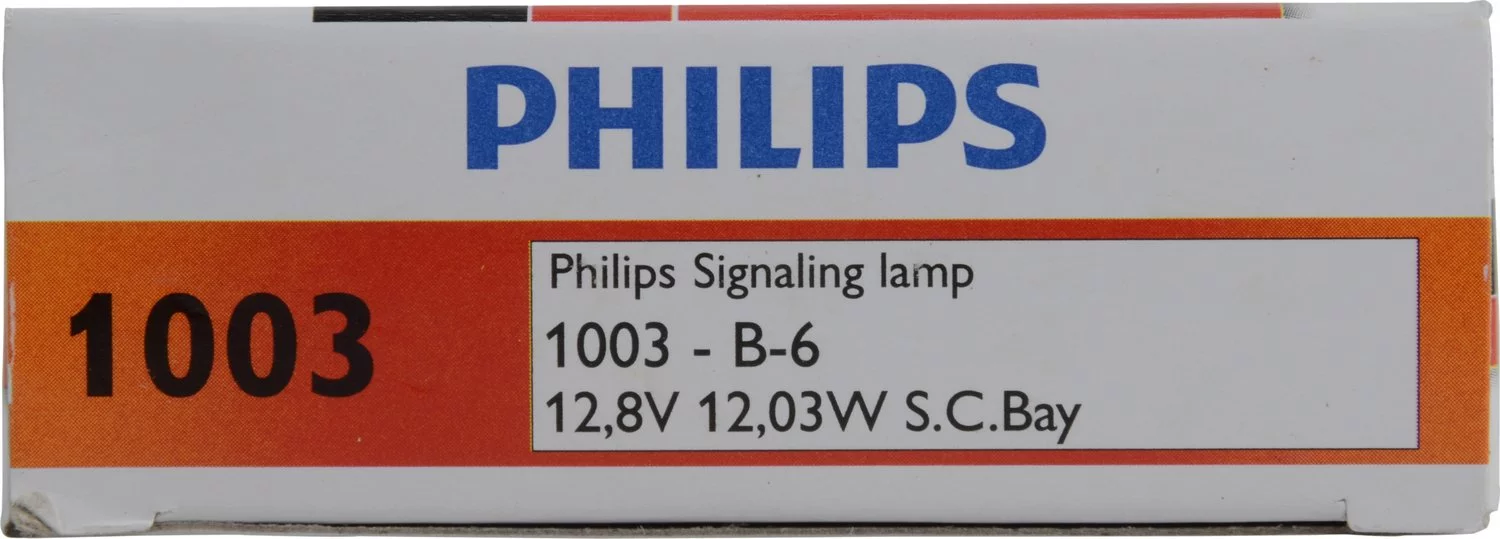 PHILIPS
1003
Philips Signaling lamp
1003 - B-6
12,8V 12,03W S.C.Bay